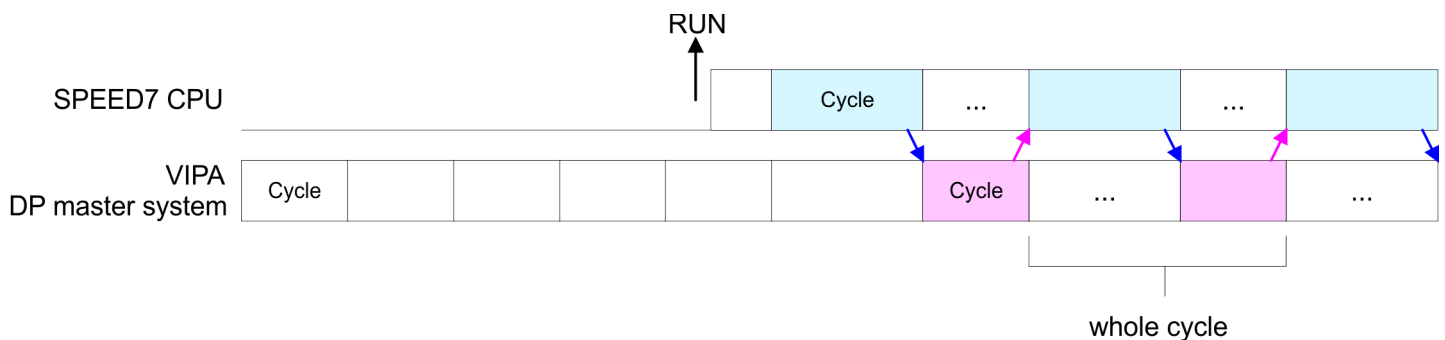 RUN
SPEED7 CPU
Cycle
...
...
VIPA
DP master system
Cycle
Cycle
...
...
whole cycle